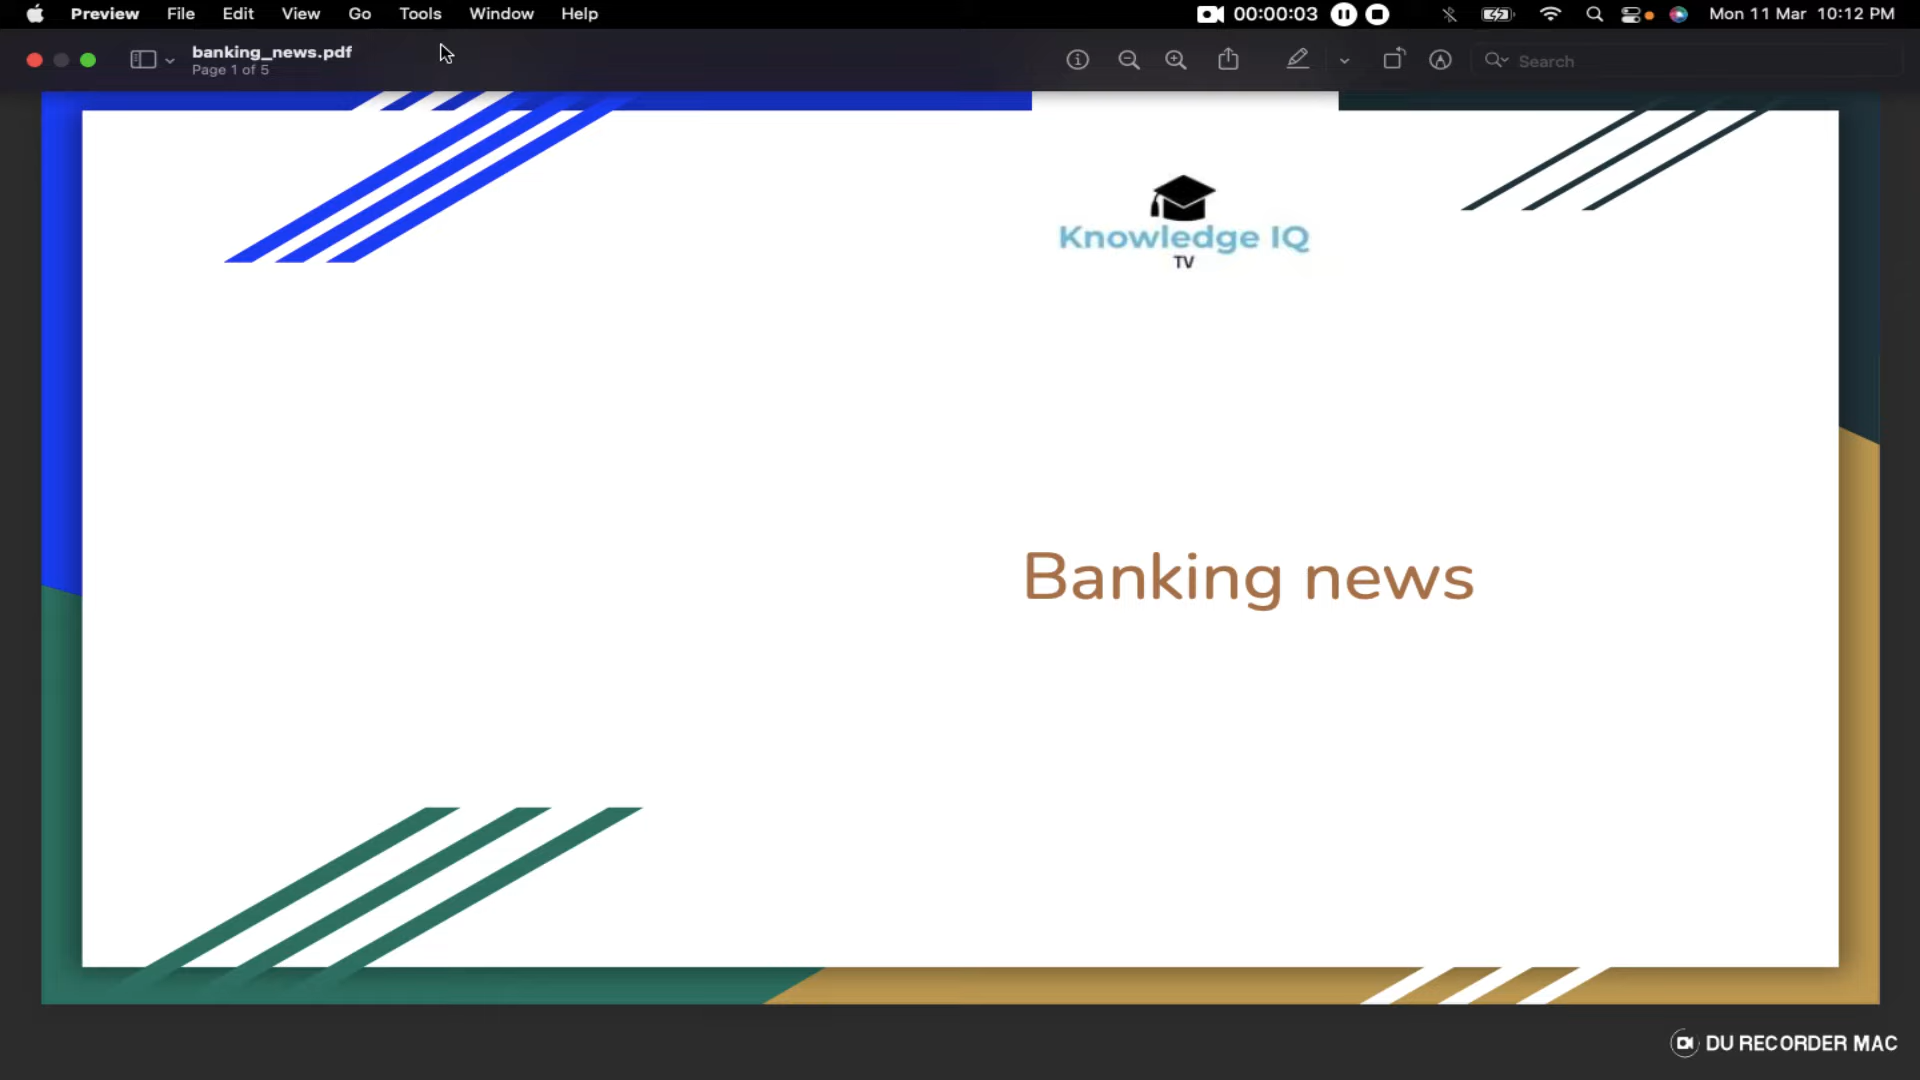 Preview File Edit View Go Tools Window Help 00:00:03 Mon 11 Mar 10:12 PM
banking_news.pdf
Page 1 of 5
Search
Knowledge IQ
TV
Banking news
DU RECORDER MAC